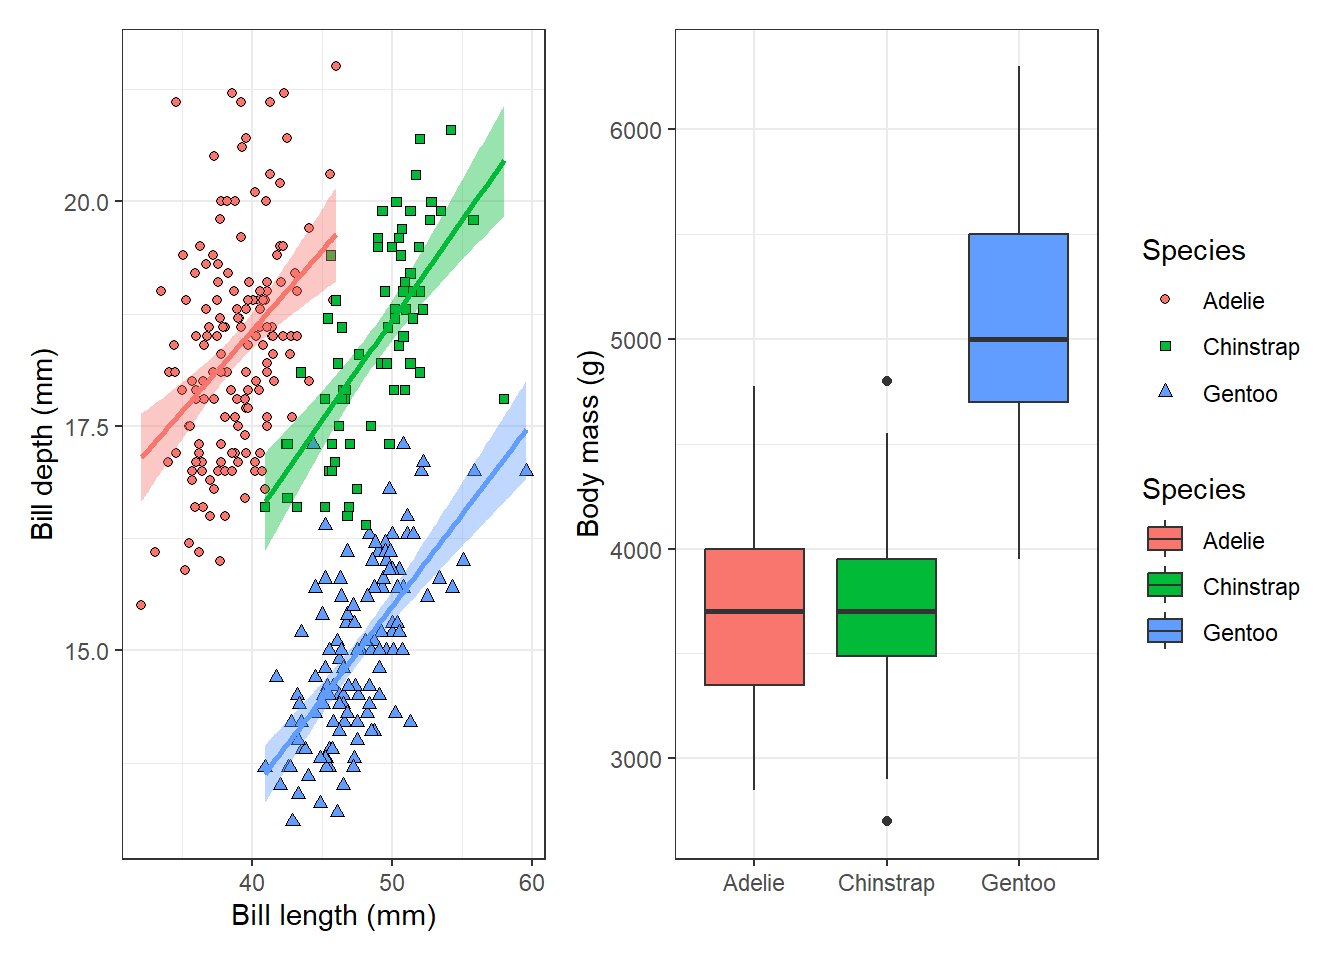 Bill depth (mm)
20.0
17.5
15.0
40 50 60
Bill length (mm)
Body mass (g)
6000
5000
4000
3000
Adelie Chinstrap Gentoo
Species
Adelie
Chinstrap
Gentoo
Species
Adelie
Chinstrap
Gentoo